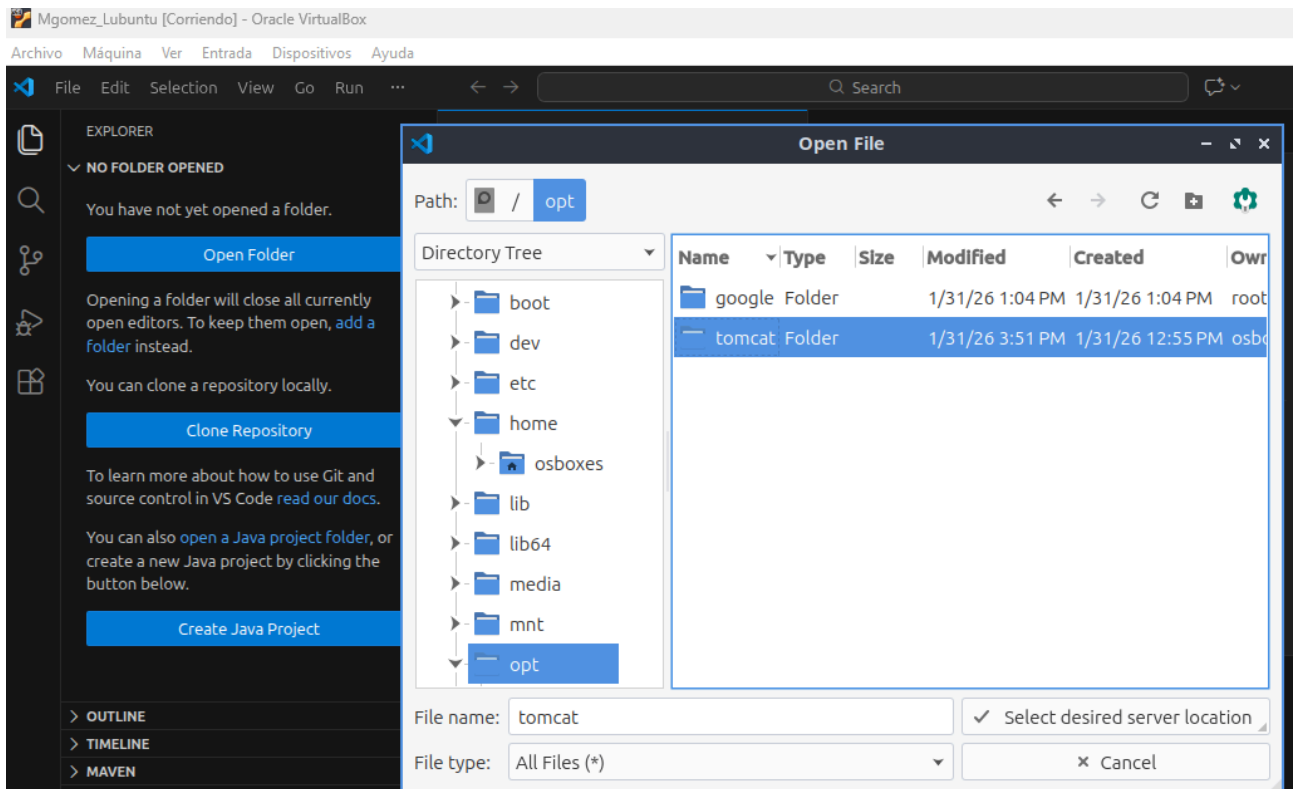 Mgomez_Lubuntu [Corriendo] - Oracle VirtualBox
Archivo Máquina Ver Entrada Dispositivos Ayuda
File Edit Selection View Go Run ··· Search
EXPLORER
NO FOLDER OPENED
You have not yet opened a folder.
Open Folder
Opening a folder will close all currently
open editors. To keep them open, add a
folder instead.
You can clone a repository locally.
Clone Repository
To learn more about how to use Git and
source control in VS Code read our docs.
You can also open a Java project folder, or
create a new Java project by clicking the
button below.
Create Java Project
OUTLINE
TIMELINE
MAVEN
Open File
Path: / opt
Directory Tree
boot
dev
etc
home
osboxes
lib
lib64
media
mnt
opt
Name Type Size Modified Created Owr
google Folder 1/31/26 1:04 PM 1/31/26 1:04 PM root
tomcat Folder 1/31/26 3:51 PM 1/31/26 12:55 PM osbo
File name: tomcat Select desired server location
File type: All Files (*) Cancel